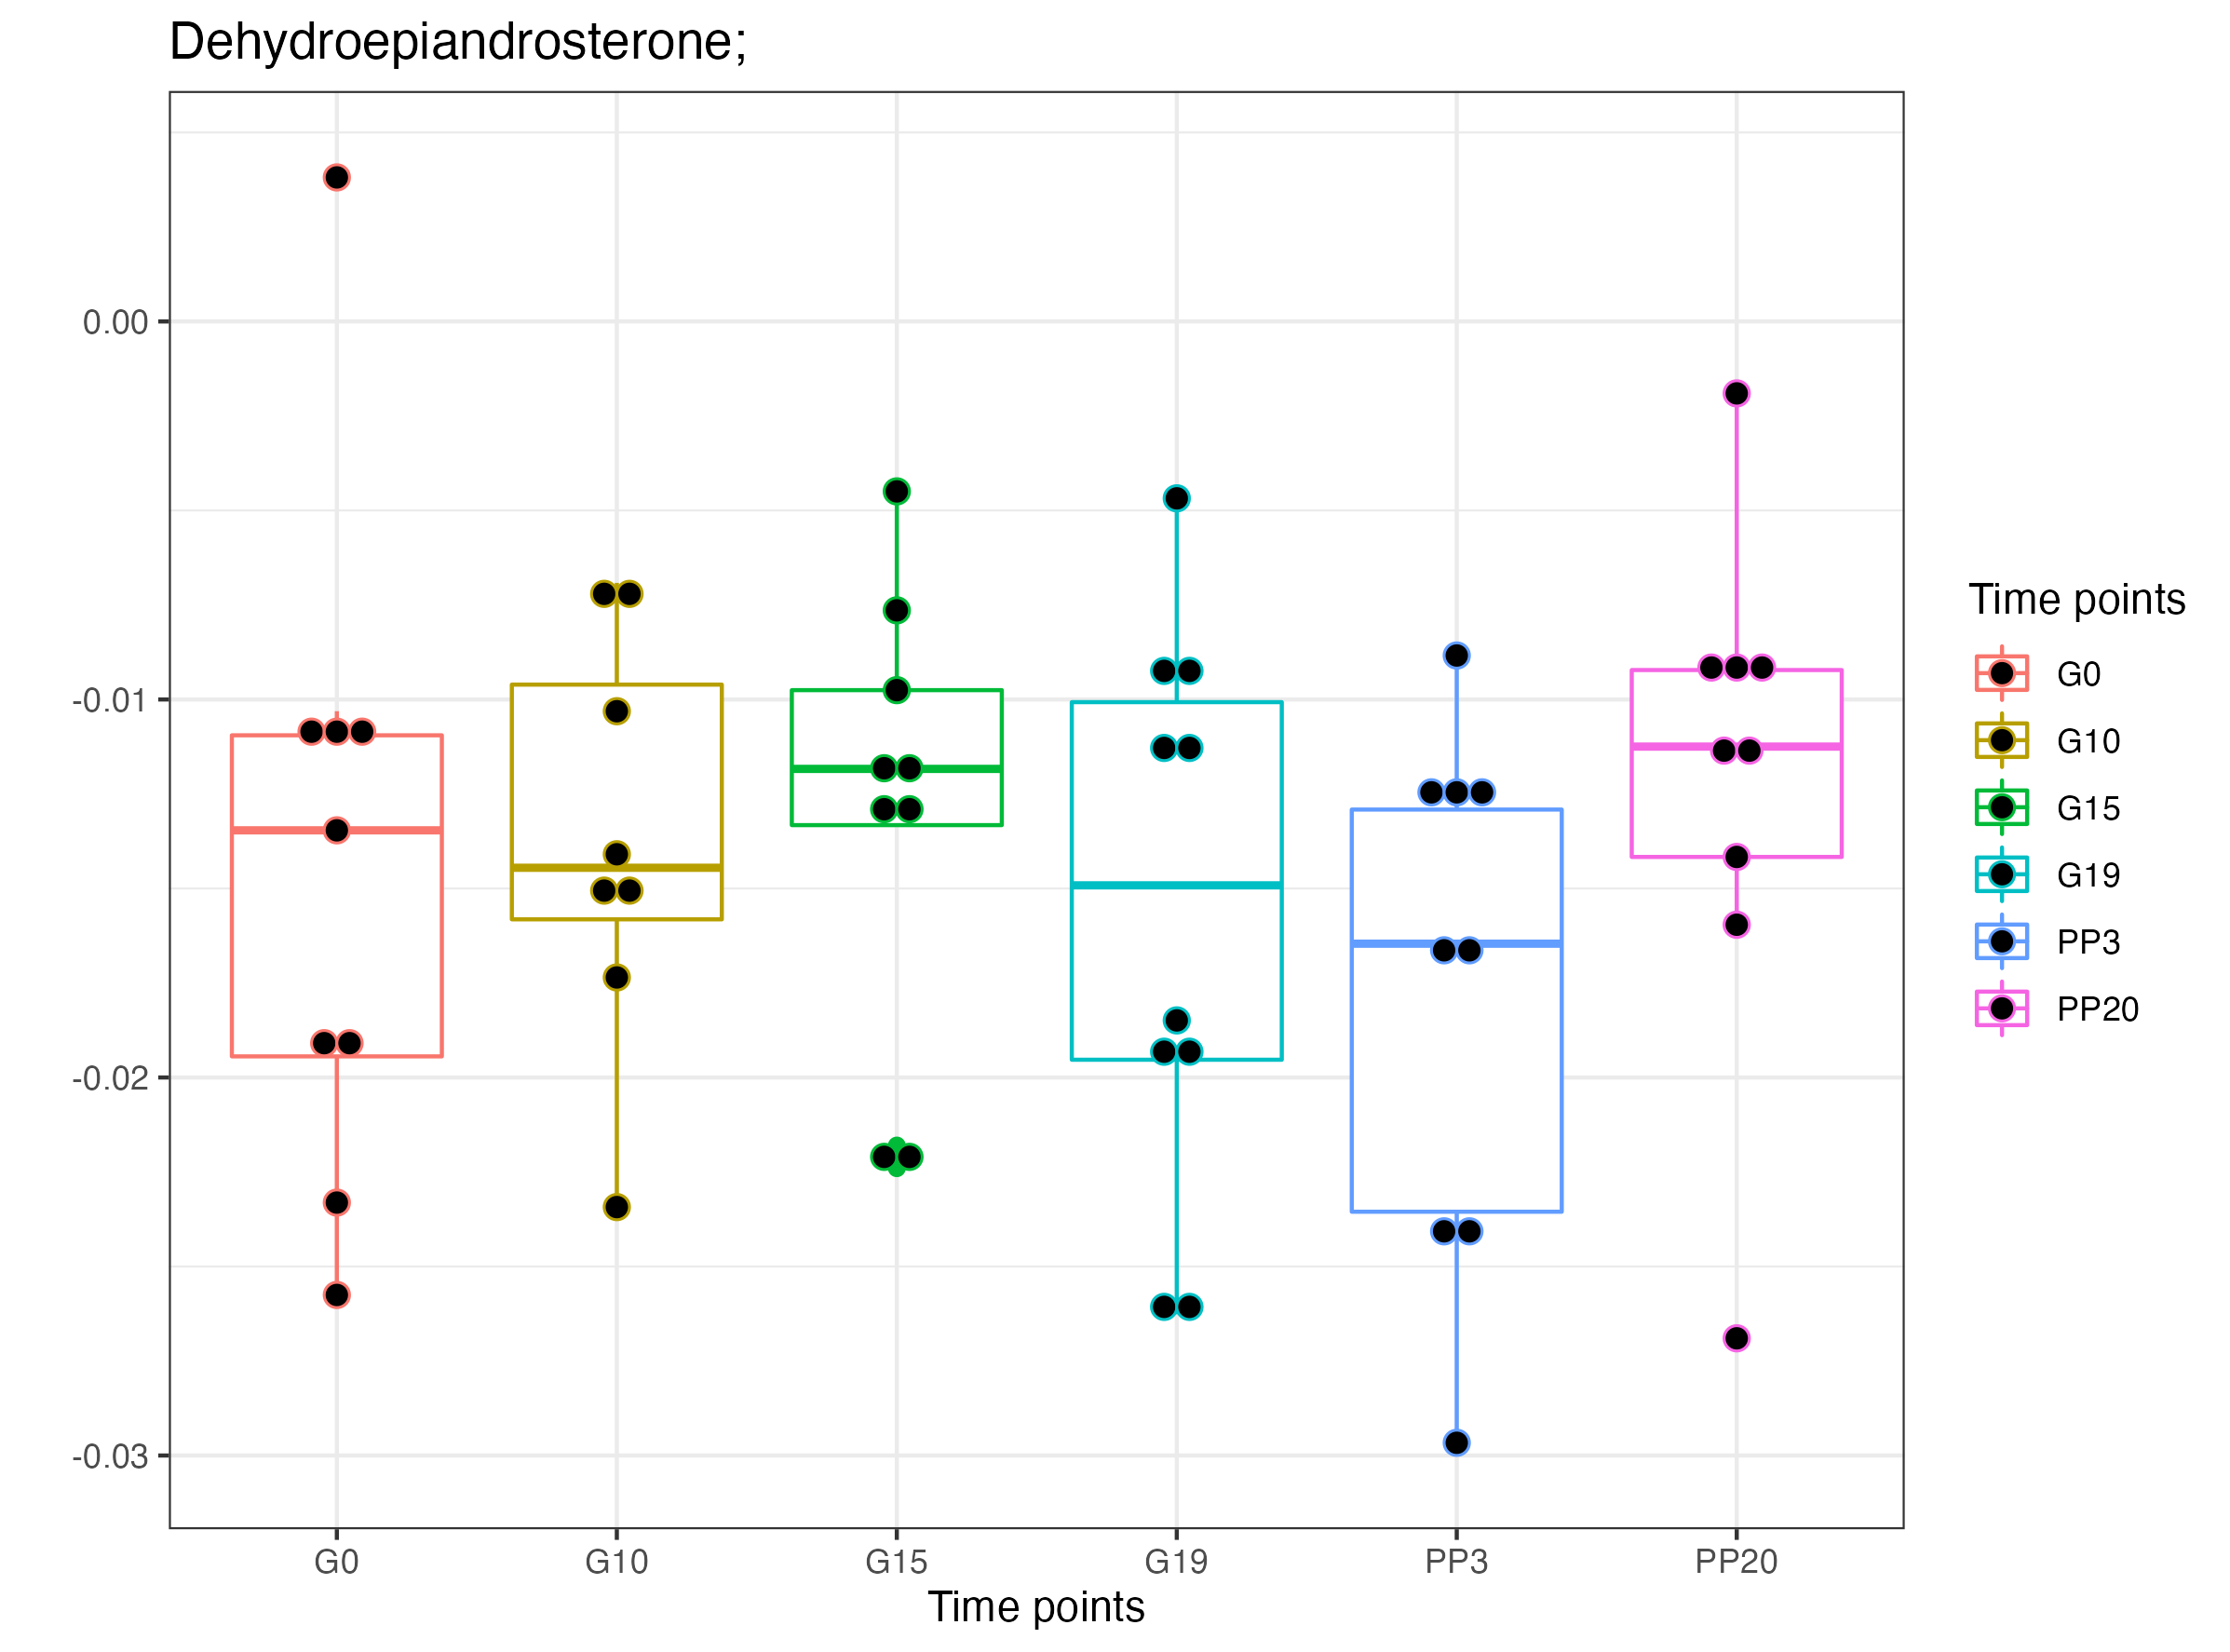 Dehydroepiandrosterone;
0.00
-0.01
-0.02
-0.03
G0 G10 G15 G19 PP3 PP20
Time points
Time points
G0
G10
G15
G19
PP3
PP20